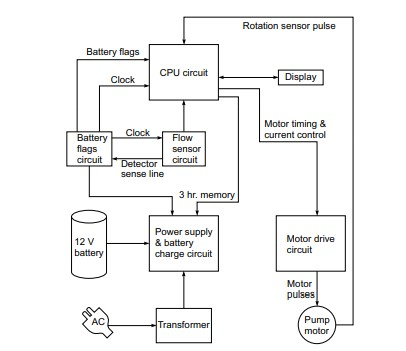 Rotation sensor pulse
Battery flags
CPU circuit
Display
Clock
Motor timing &
current control
Battery
flags
circuit
Clock
Detector
sense line
Flow
sensor
circuit
3 hr. memory
12 V
battery
Power supply
& battery
charge circuit
Motor drive
circuit
Motor
pulses
AC
Transformer
Pump
motor